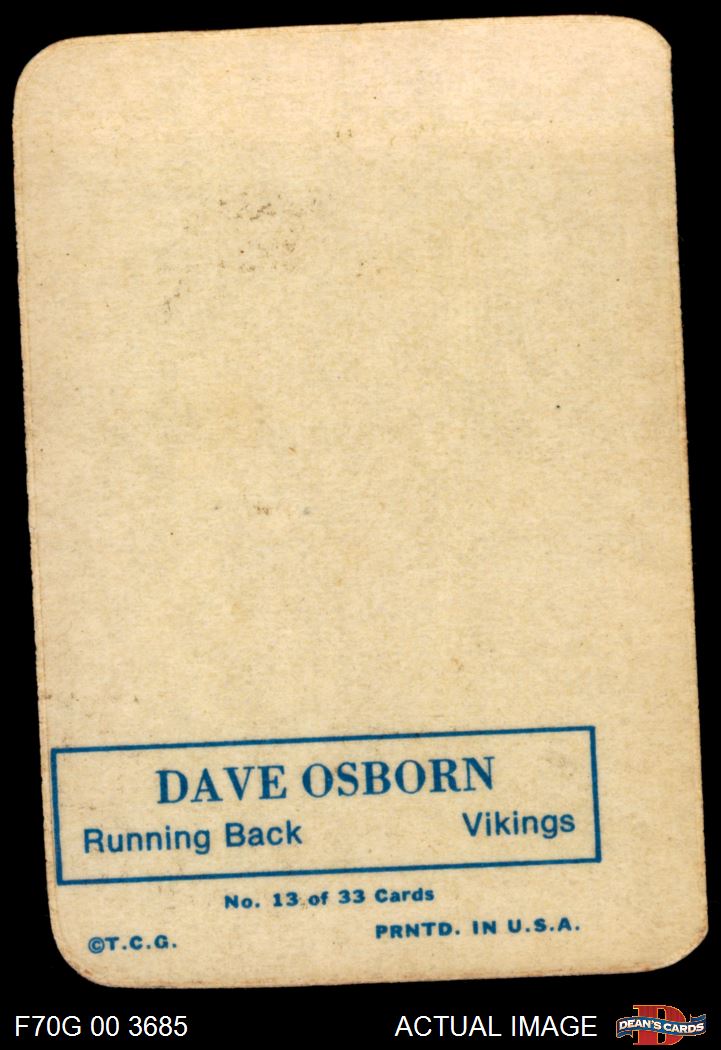 DAVE OSBORN
Running Back Vikings
No. 13 of 33 Cards
©T.C.G. PRNTD. IN U.S.A.
F70G 00 3685 ACTUAL IMAGE
D
DEAN'S CARDS